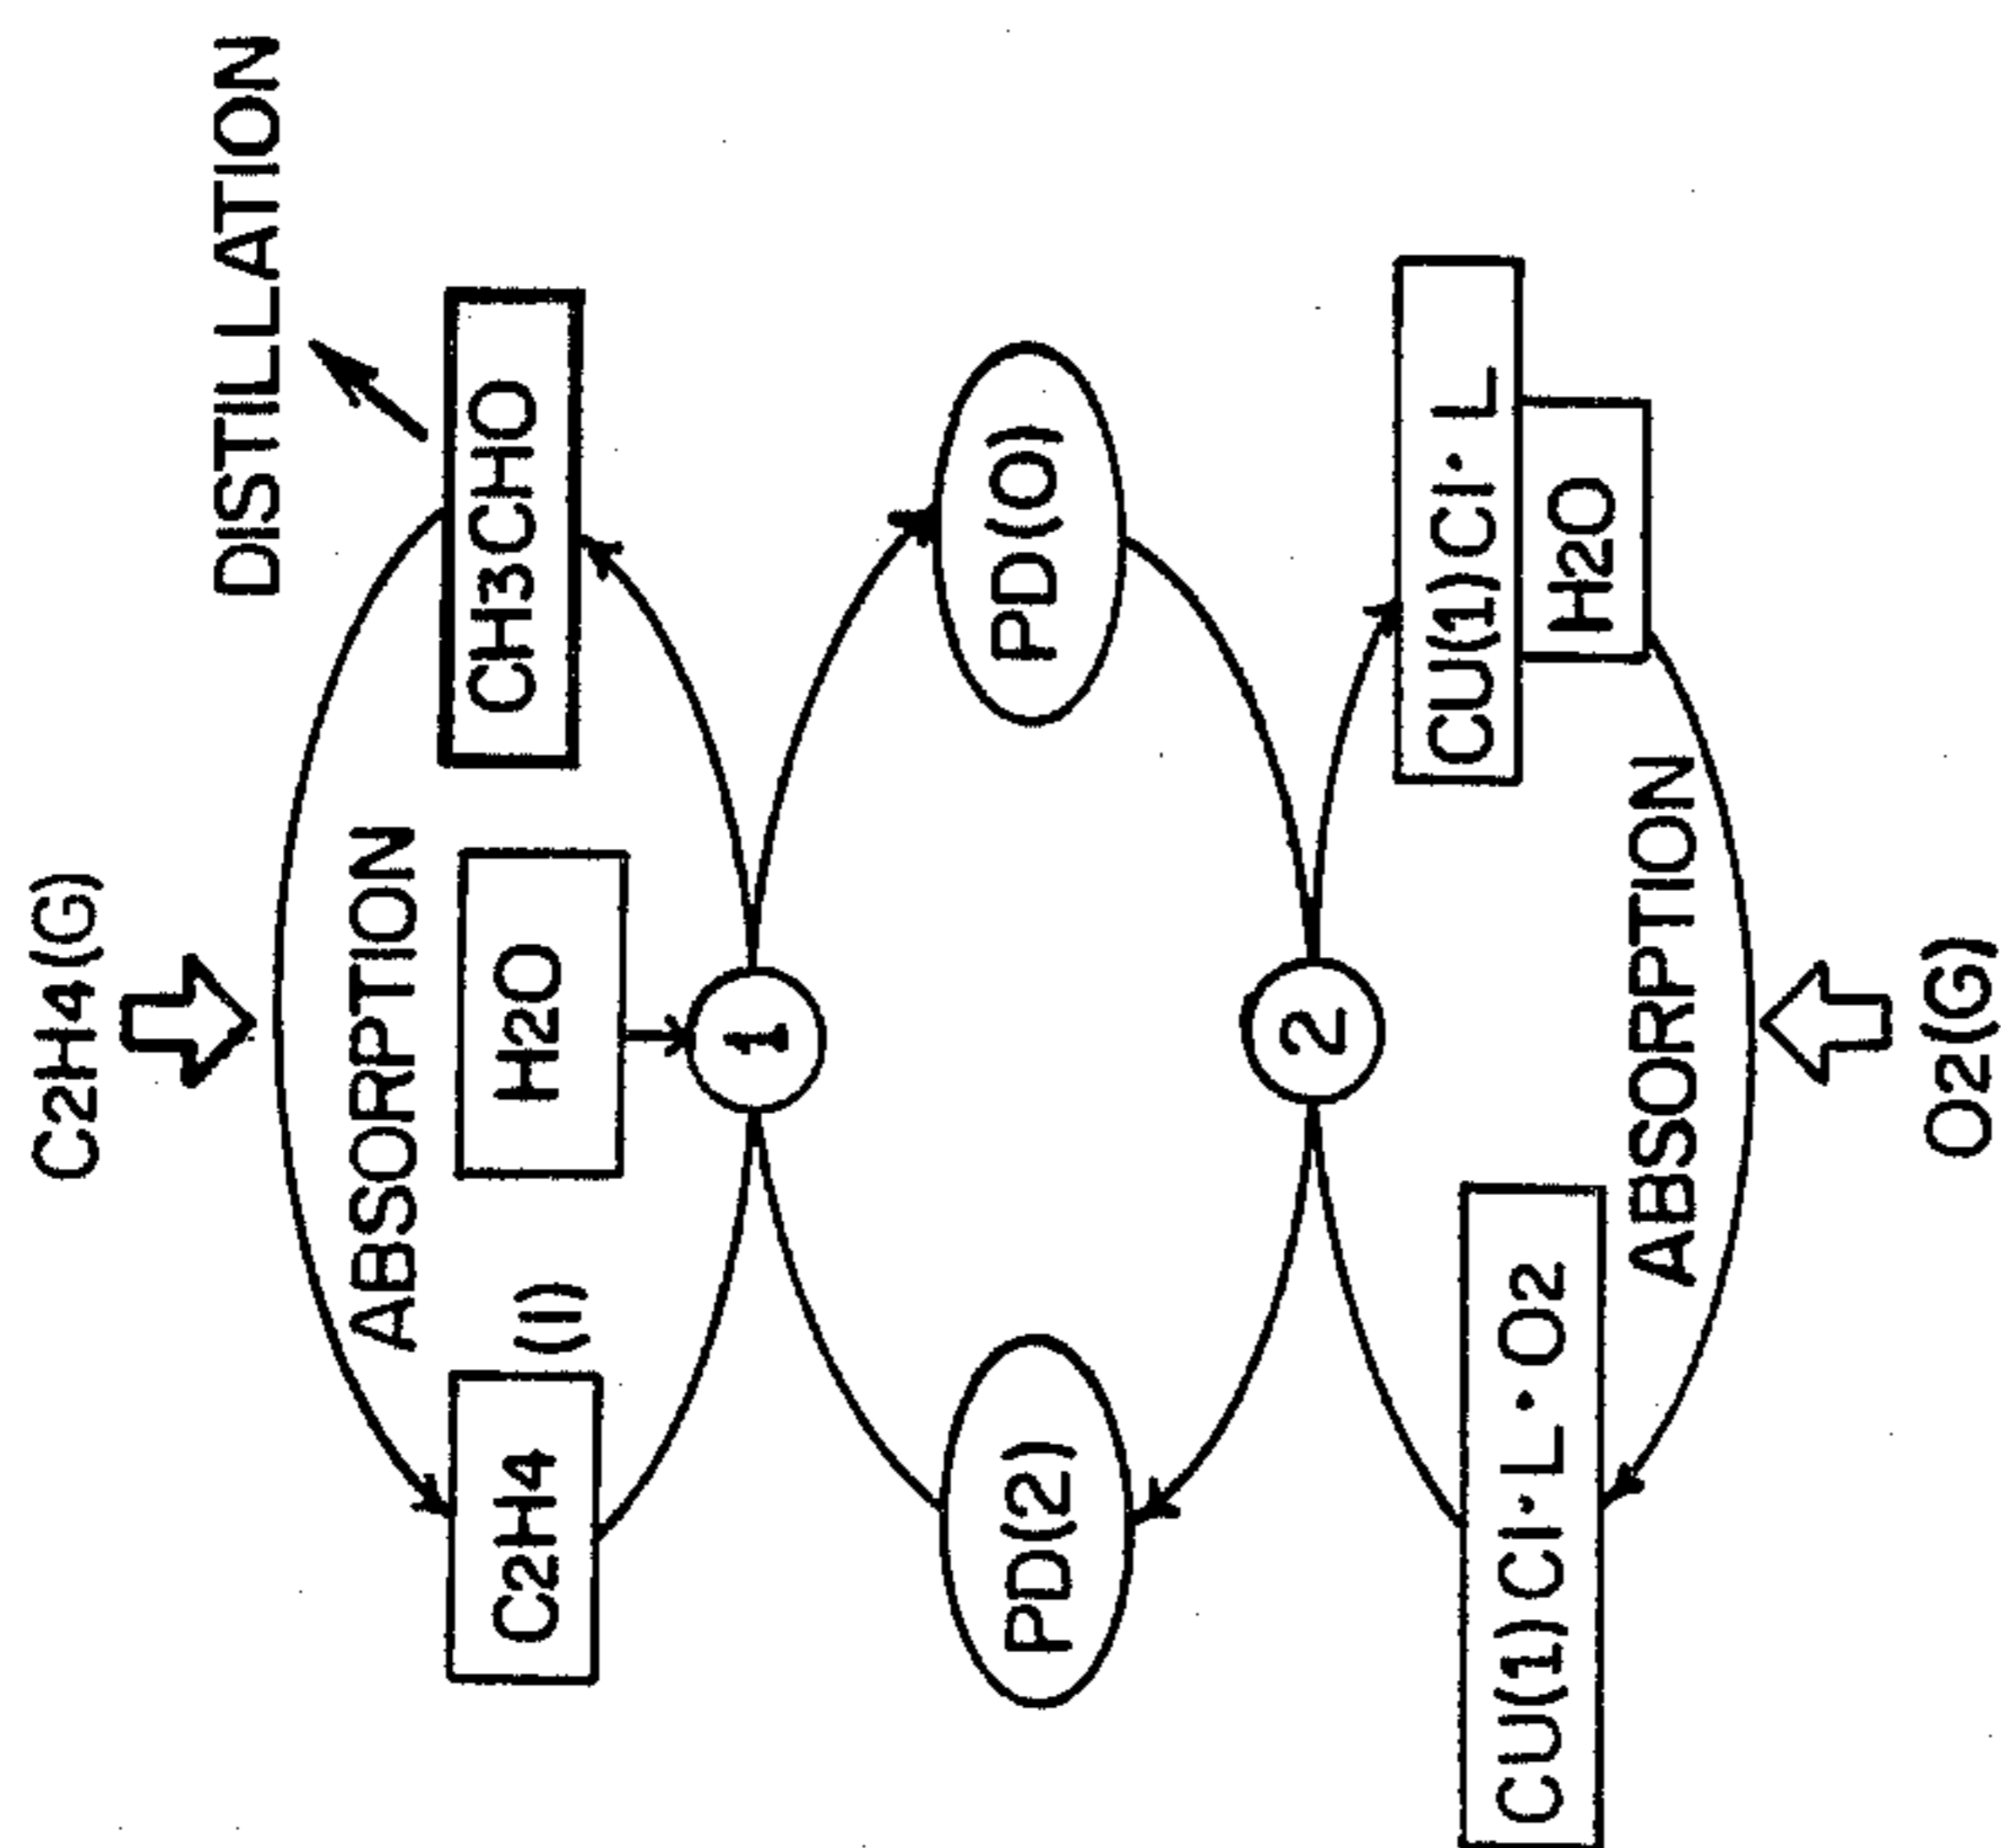 C2H4(G)
DISTILLATION
ABSORPTION
C2H4 (l)
H2O
CH3CHO
1
PD(2)
PD(0)
2
CU(1)Cl·L·O2
CU(1)Cl·L
H2O
ABSORPTION
O2(G)